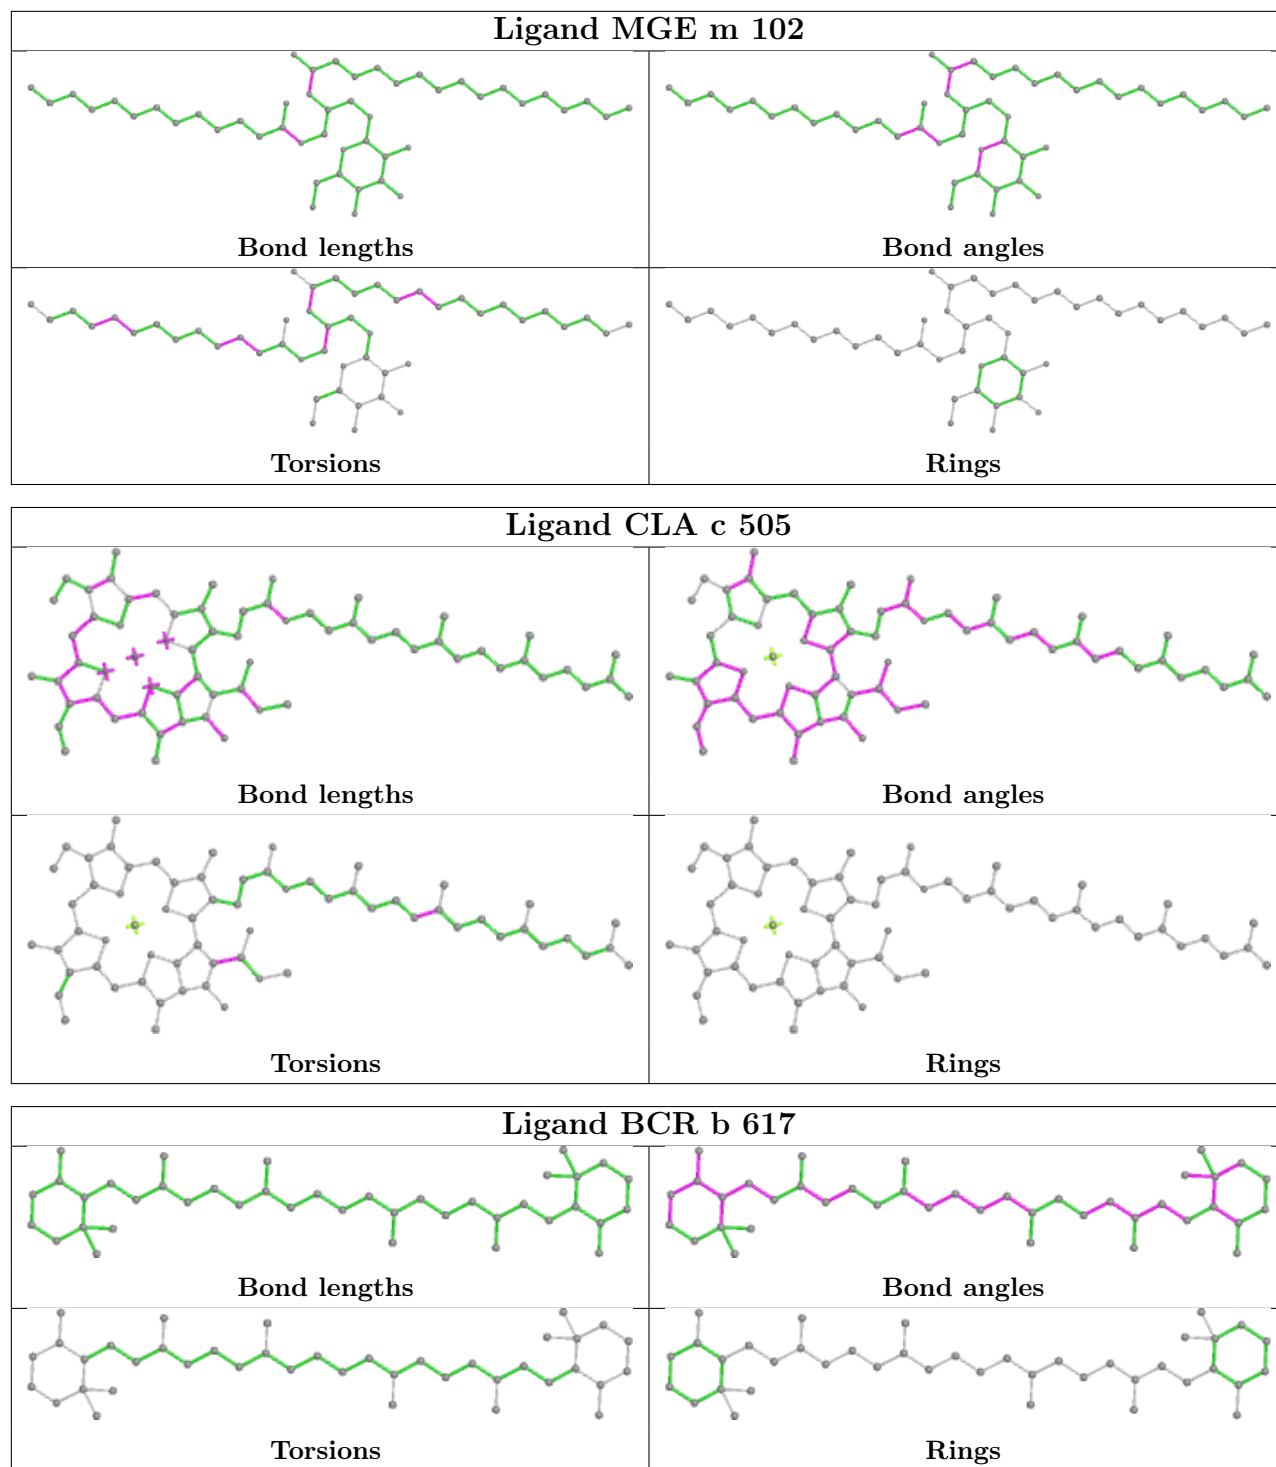 Ligand MGE m 102
Bond lengths
Bond angles
Torsions
Rings
Ligand CLA c 505
Bond lengths
Bond angles
Torsions
Rings
Ligand BCR b 617
Bond lengths
Bond angles
Torsions
Rings